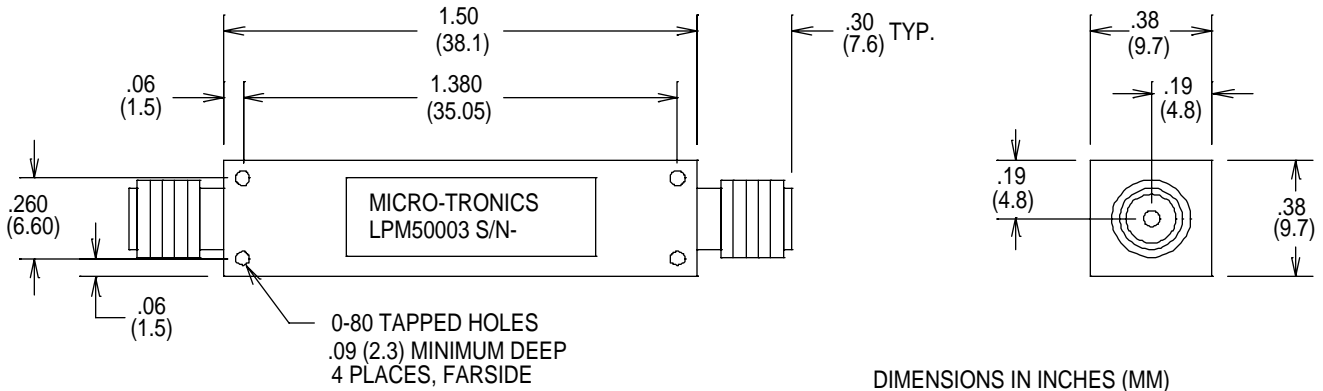 1.50
(38.1)
.30
(7.6) TYP.
.38
(9.7)
.06
(1.5)
1.380
(35.05)
.19
(4.8)
.260
(6.60)
MICRO-TRONICS
LPM50003 S/N-
.19
(4.8)
.38
(9.7)
.06
(1.5)
0-80 TAPPED HOLES
.09 (2.3) MINIMUM DEEP
4 PLACES, FARSIDE
DIMENSIONS IN INCHES (MM)